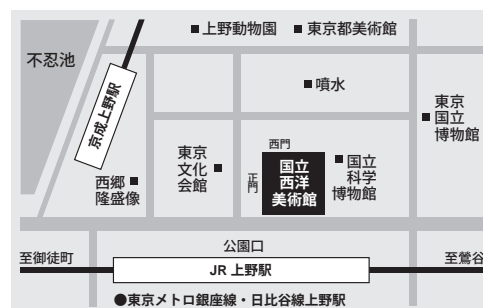 ■上野動物園 ■東京都美術館
不忍池
■噴水
京成上野駅
東京
国立
■博物館
西門
東京
文化■
会館
正門
国立
西洋
美術館
■国立
科学
博物館
西郷■
隆盛像
公園口
至御徒町
至鶯谷
JR 上野駅
●東京メトロ銀座線・日比谷線上野駅